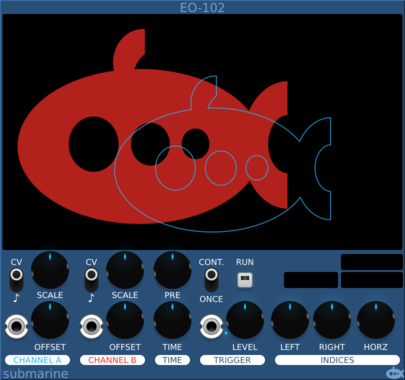 EO-102
CV CV CONT. RUN
♪ SCALE ♪ SCALE PRE ONCE
OFFSET OFFSET TIME LEVEL LEFT RIGHT HORZ
CHANNEL A CHANNEL B TIME TRIGGER INDICES
submarine